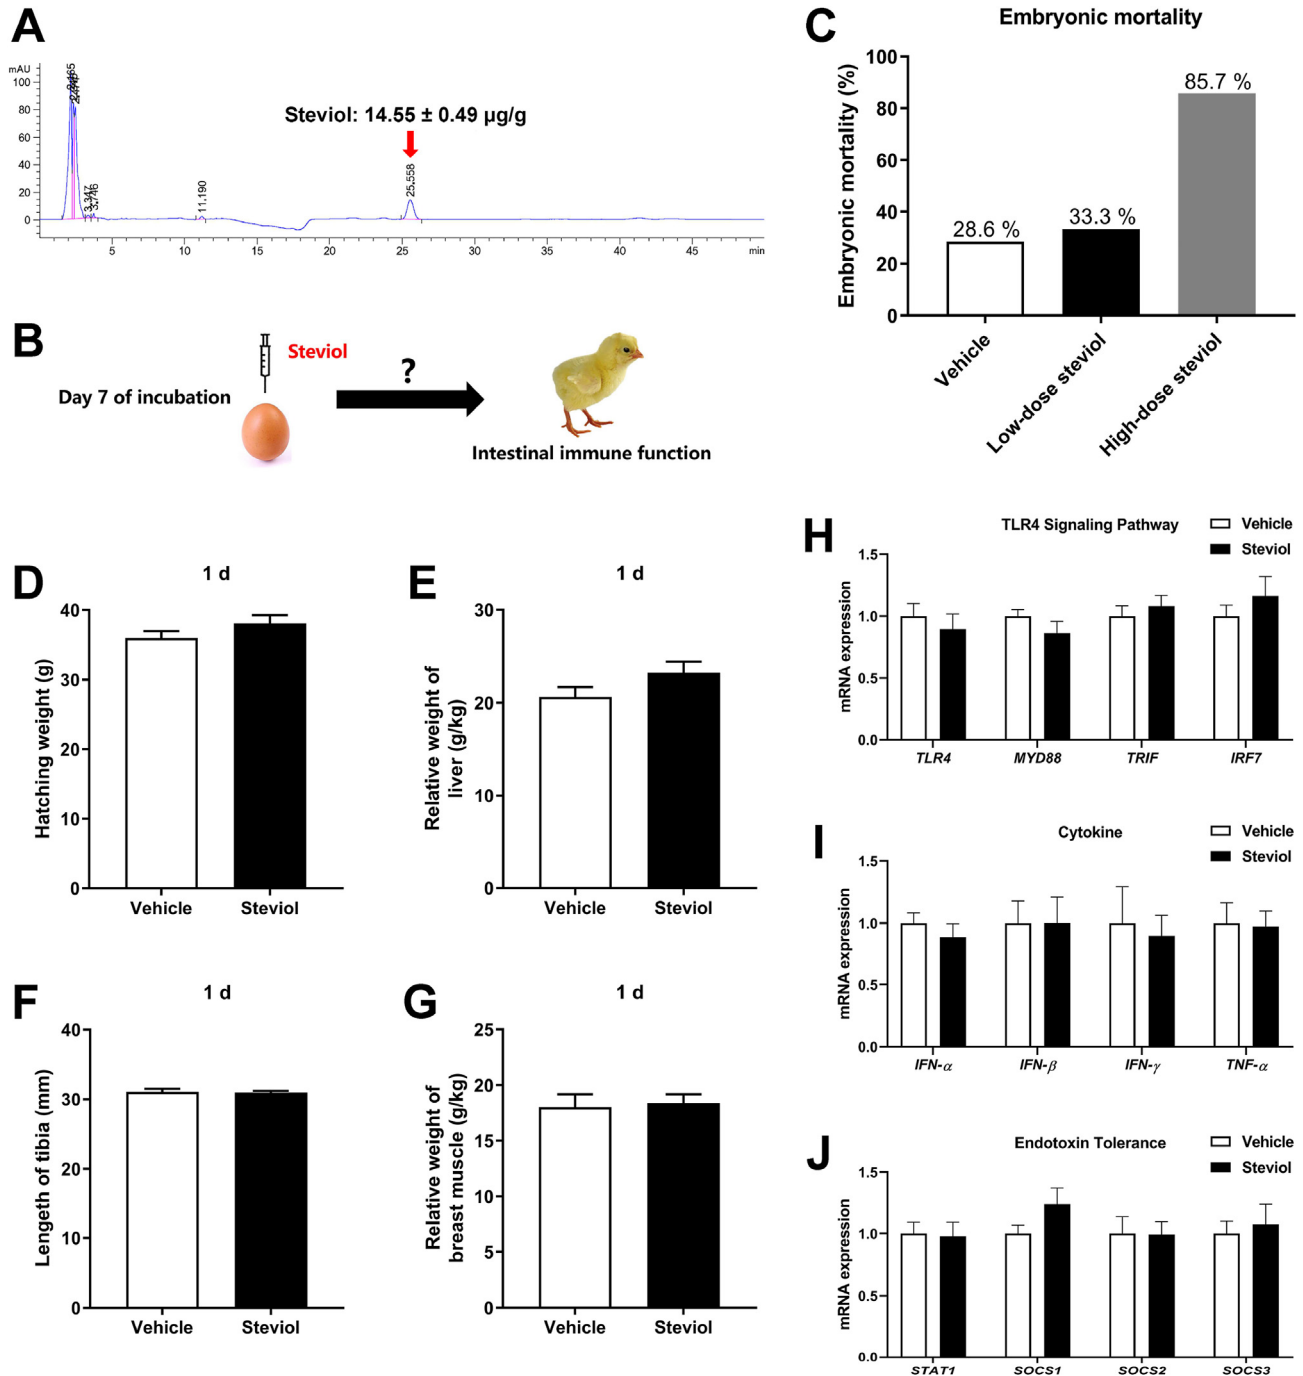 A
mAU
100
80
60
40
20
0
3.347
3.746
11.190
25.558
Steviol: 14.55 ± 0.49 μg/g
5
10
15
20
25
30
35
40
45
min
B
Day 7 of incubation
Steviol
?
Intestinal immune function
C
Embryonic mortality
Embryonic mortality (%)
100
80
60
40
20
0
28.6 %
33.3 %
85.7 %
Vehicle
Low-dose steviol
High-dose steviol
D
1 d
Hatching weight (g)
40
30
20
10
0
Vehicle
Steviol
E
1 d
Relative weight of
liver (g/kg)
30
20
10
0
Vehicle
Steviol
F
1 d
Lengeth of tibia (mm)
40
30
20
10
0
Vehicle
Steviol
G
1 d
Relative weight of
breast muscle (g/kg)
25
20
15
10
5
0
Vehicle
Steviol
H
TLR4 Signaling Pathway
Vehicle
Steviol
mRNA expression
1.5
1.0
0.5
0.0
TLR4
MYD88
TRIF
IRF7
I
Cytokine
Vehicle
Steviol
mRNA expression
1.5
1.0
0.5
0.0
IFN-α
IFN-β
IFN-γ
TNF-α
J
Endotoxin Tolerance
Vehicle
Steviol
mRNA expression
1.5
1.0
0.5
0.0
STAT1
SOCS1
SOCS2
SOCS3